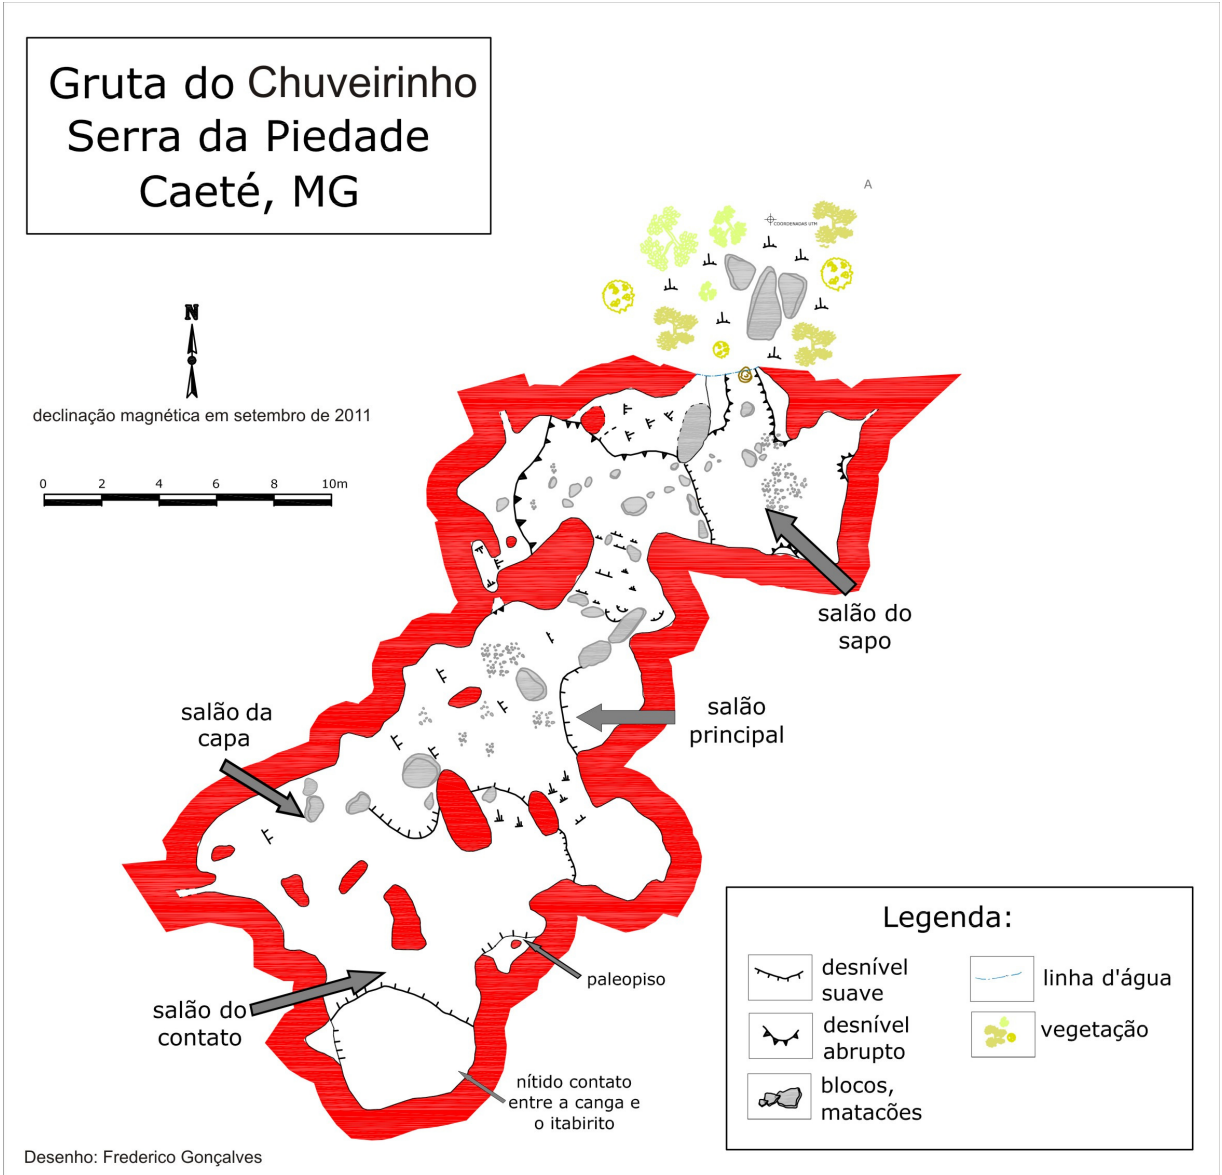 Gruta do Chuveirinho
Serra da Piedade
Caeté, MG
A
COORDENADAS UTM
N
declinação magnética em setembro de 2011
0 2 4 6 8 10m
salão do
sapo
salão
principal
salão da
capa
paleopiso
salão do
contato
nítido contato
entre a canga e
o itabirito
Legenda:
desnível
suave
linha d'água
desnível
abrupto
vegetação
blocos,
matacões
Desenho: Frederico Gonçalves